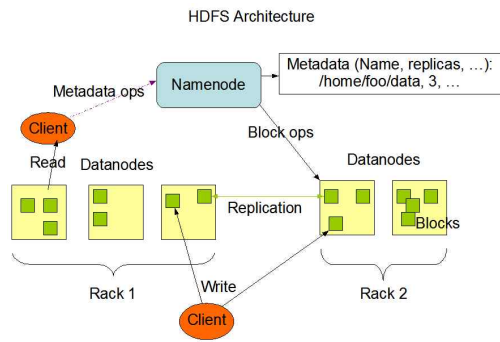 HDFS Architecture
Metadata (Name, replicas, …):
/home/foo/data, 3, …
Namenode
Metadata ops
Client
Block ops
Read
Datanodes
Datanodes
Replication
Blocks
Write
Rack 1
Rack 2
Client